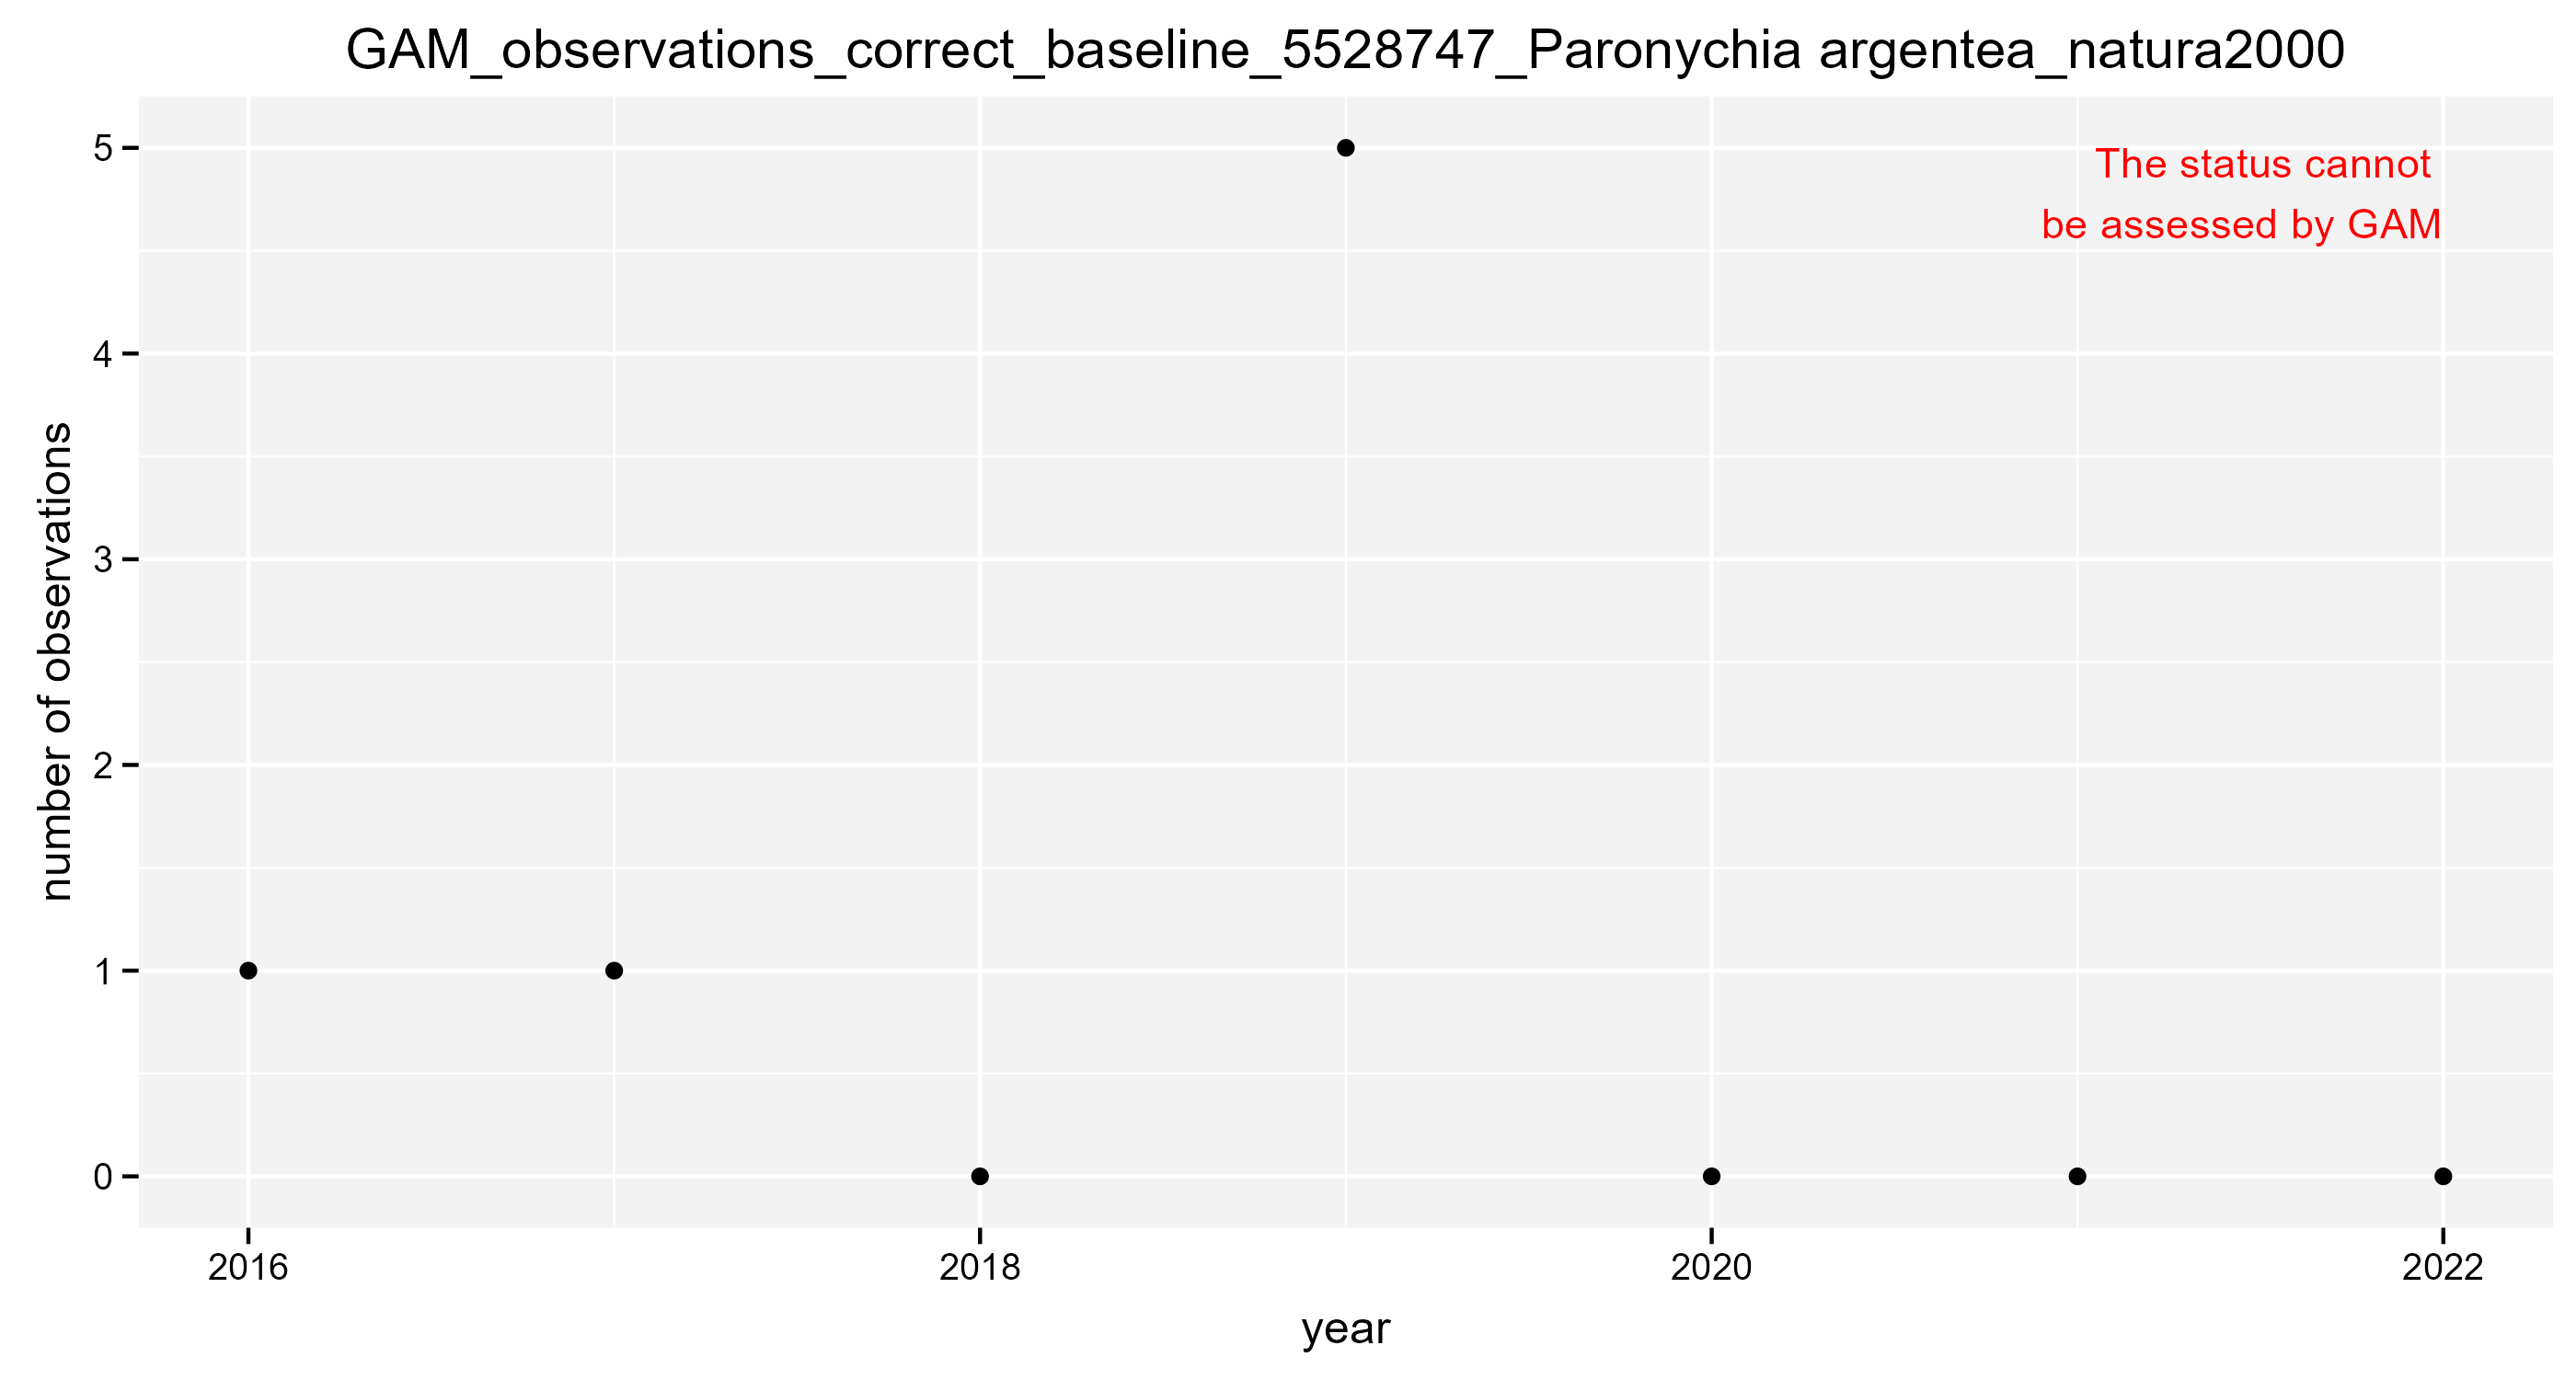 GAM_observations_correct_baseline_5528747_Paronychia argentea_natura2000
The status cannot
be assessed by GAM
number of observations
5
4
3
2
1
0
2016 2018 2020 2022
year